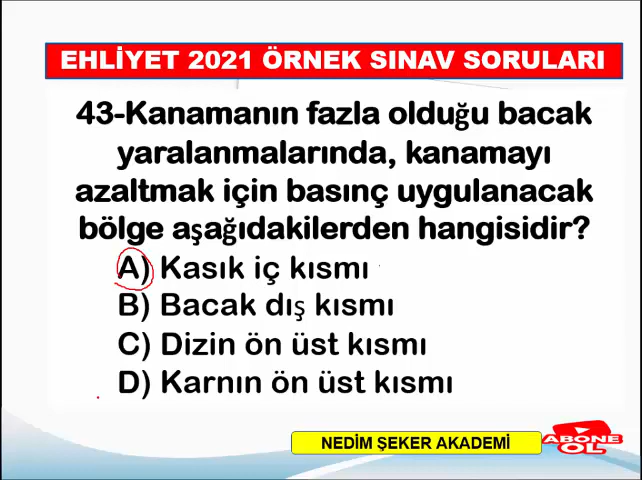 EHLİYET 2021 ÖRNEK SINAV SORULARI
43-Kanamanın fazla olduğu bacak
yaralanmalarında, kanamayı
azaltmak için basınç uygulanacak
bölge aşağıdakilerden hangisidir?
A) Kasık iç kısmı
B) Bacak dış kısmı
C) Dizin ön üst kısmı
D) Karnın ön üst kısmı
NEDİM ŞEKER AKADEMİ
ABONE
OL